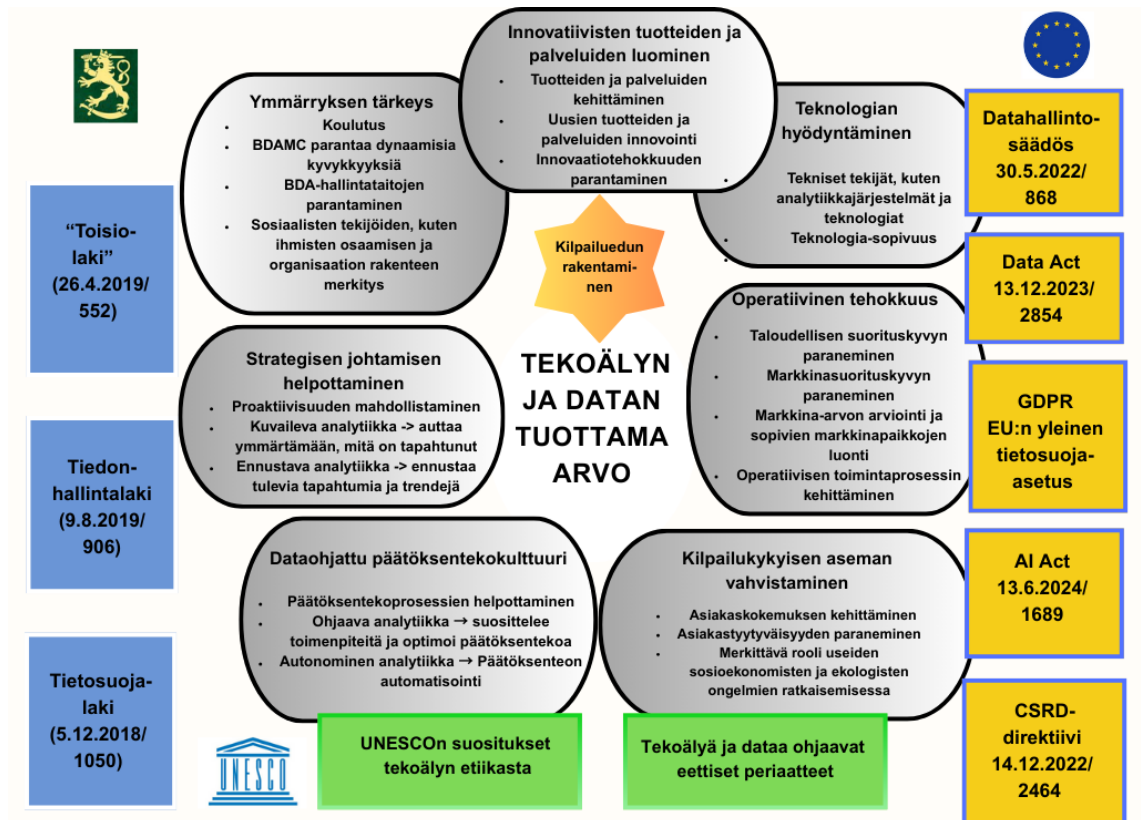 Innovatiivisten tuotteiden ja
palveluiden luominen
• Tuotteiden ja palveluiden
kehittäminen
• Uusien tuotteiden ja
palveluiden innovointi
• Innovaatiotehokkuuden
parantaminen
Ymmärryksen tärkeys
• Koulutus
• BDAMC parantaa dynaamisia
kyvykkyyksiä
• BDA-hallintataitojen
parantaminen
• Sosiaalisten tekijöiden, kuten
ihmisten osaamisen ja
organisaation rakenteen
merkitys
Teknologian
hyödyntäminen
• Tekniset tekijät, kuten
analytiikkajärjestelmät ja
teknologiat
• Teknologia-sopivuus
•
Kilpailuedun
rakentami-
nen
TEKOÄLYN
JA DATAN
TUOTTAMA
ARVO
Strategisen johtamisen
helpottaminen
• Proaktiivisuuden mahdollistaminen
• Kuvaileva analytiikka -> auttaa
ymmärtämään, mitä on tapahtunut
• Ennustava analytiikka -> ennustaa
tulevia tapahtumia ja trendejä
Operatiivinen tehokkuus
• Taloudellisen suorituskyvyn
paraneminen
• Markkinasuorituskyvyn
paraneminen
• Markkina-arvon arviointi ja
sopivien markkinapaikkojen
luonti
• Operatiivisen toimintaprosessin
kehittäminen
Dataohjattu päätöksentekokulttuuri
• Päätöksentekoprosessien helpottaminen
• Ohjaava analytiikka → suosittelee
toimenpiteitä ja optimoi päätöksentekoa
• Autonominen analytiikka → Päätöksenteon
automatisointi
Kilpailukykyisen aseman
vahvistaminen
• Asiakaskokemuksen kehittäminen
• Asiakastyytyväisyyden paraneminen
• Merkittävä rooli useiden
sosioekonomisten ja ekologisten
ongelmien ratkaisemisessa
“Toisio-
laki”
(26.4.2019/
552)
Tiedon-
hallintalaki
(9.8.2019/
906)
Tietosuoja-
laki
(5.12.2018/
1050)
Datahallinto-
säädös
30.5.2022/
868
Data Act
13.12.2023/
2854
GDPR
EU:n yleinen
tietosuoja-
asetus
AI Act
13.6.2024/
1689
CSRD-
direktiivi
14.12.2022/
2464
UNESCO
UNESCOn suositukset
tekoälyn etiikasta
Tekoälyä ja dataa ohjaavat
eettiset periaatteet